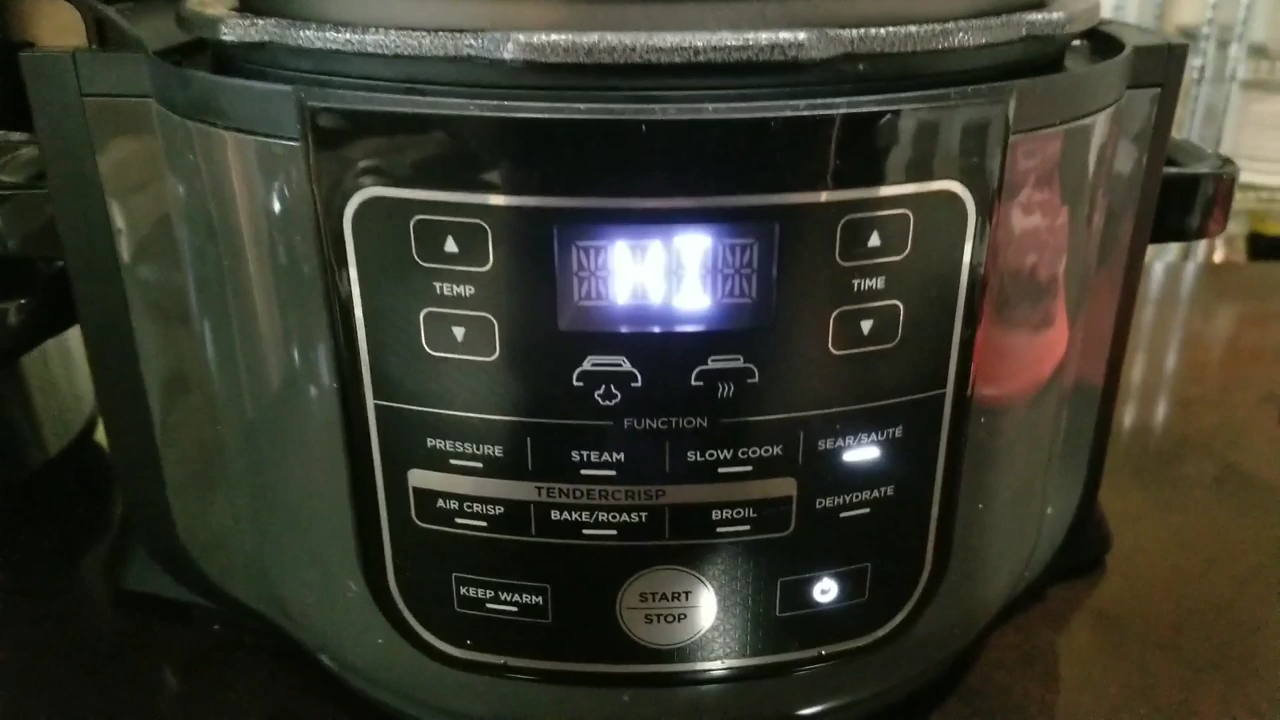 HI
TEMP
TIME
FUNCTION
PRESSURE
STEAM
SLOW COOK
SEAR/SAUTÉ
TENDERCRISP
AIR CRISP
BAKE/ROAST
BROIL
DEHYDRATE
KEEP WARM
START
STOP